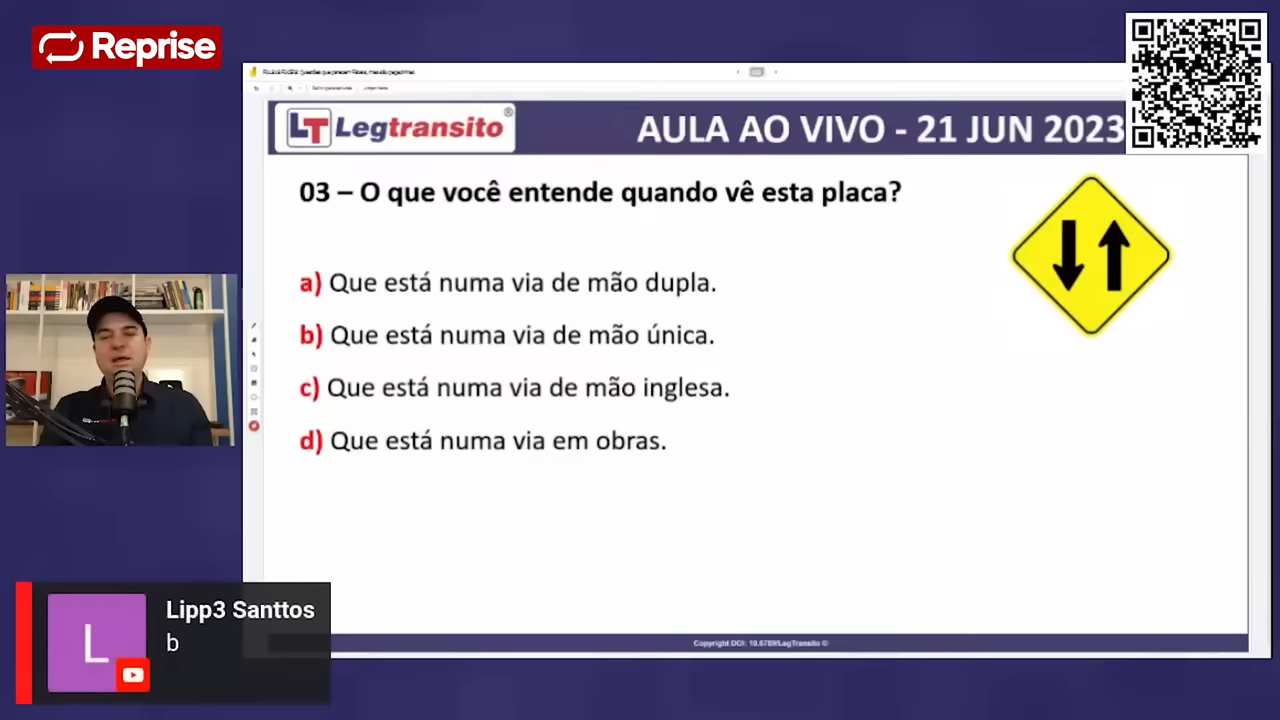 Reprise
LT Legtransito ®
AULA AO VIVO - 21 JUN 2023
03 – O que você entende quando vê esta placa?
a) Que está numa via de mão dupla.
b) Que está numa via de mão única.
c) Que está numa via de mão inglesa.
d) Que está numa via em obras.
L
Lipp3 Santtos
b